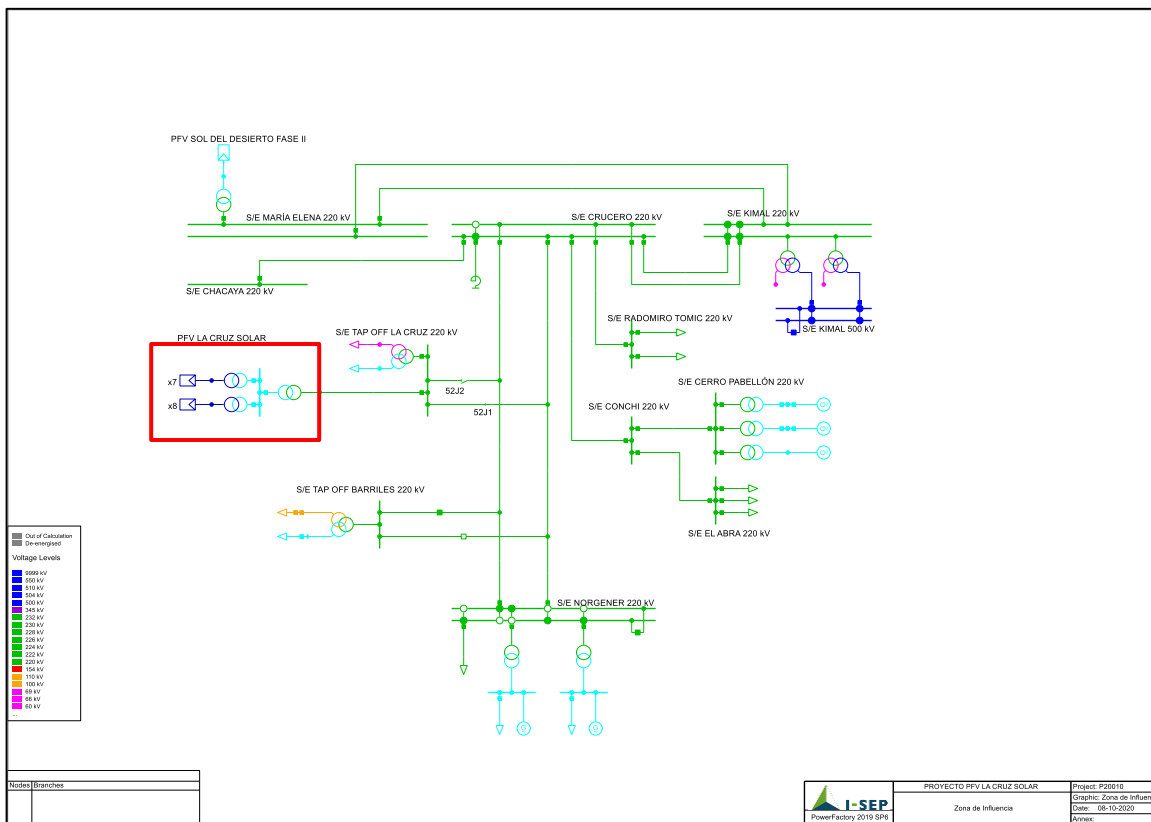 PFV SOL DEL DESIERTO FASE II
S/E MARÍA ELENA 220 kV
S/E CRUCERO 220 kV
S/E KIMAL 220 kV
S/E CHACAYA 220 kV
S/E KIMAL 500 kV
S/E RADOMIRO TOMIC 220 kV
S/E TAP OFF LA CRUZ 220 kV
PFV LA CRUZ SOLAR
x7
x8
52J2
52J1
S/E CERRO PABELLÓN 220 kV
S/E CONCHI 220 kV
S/E TAP OFF BARRILES 220 kV
S/E EL ABRA 220 kV
S/E NORGENER 220 kV
G
G
Out of Calculation
De-energised
Voltage Levels
9999 kV
550 kV
510 kV
504 kV
500 kV
345 kV
232 kV
230 kV
228 kV
226 kV
224 kV
222 kV
220 kV
154 kV
110 kV
100 kV
69 kV
66 kV
60 kV
...
Nodes Branches
I-SEP
PowerFactory 2019 SP6
PROYECTO PFV LA CRUZ SOLAR
Zona de Influencia
Project: P20010
Graphic: Zona de Influen
Date: 08-10-2020
Annex: